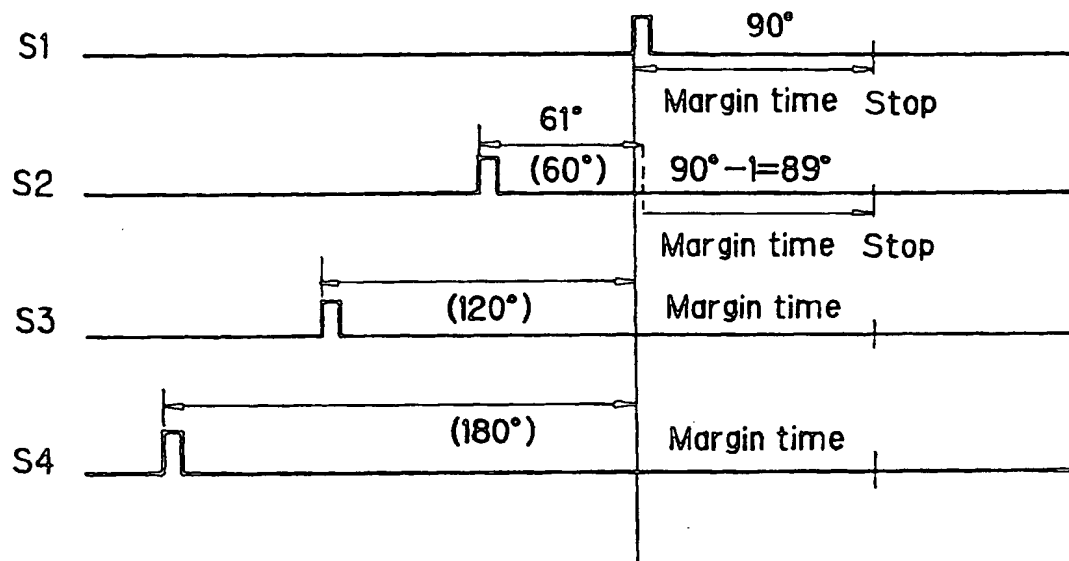 S1
90°
Margin time Stop
61°
S2
(60°) 90°-1=89°
Margin time Stop
S3
(120°) Margin time
S4
(180°) Margin time